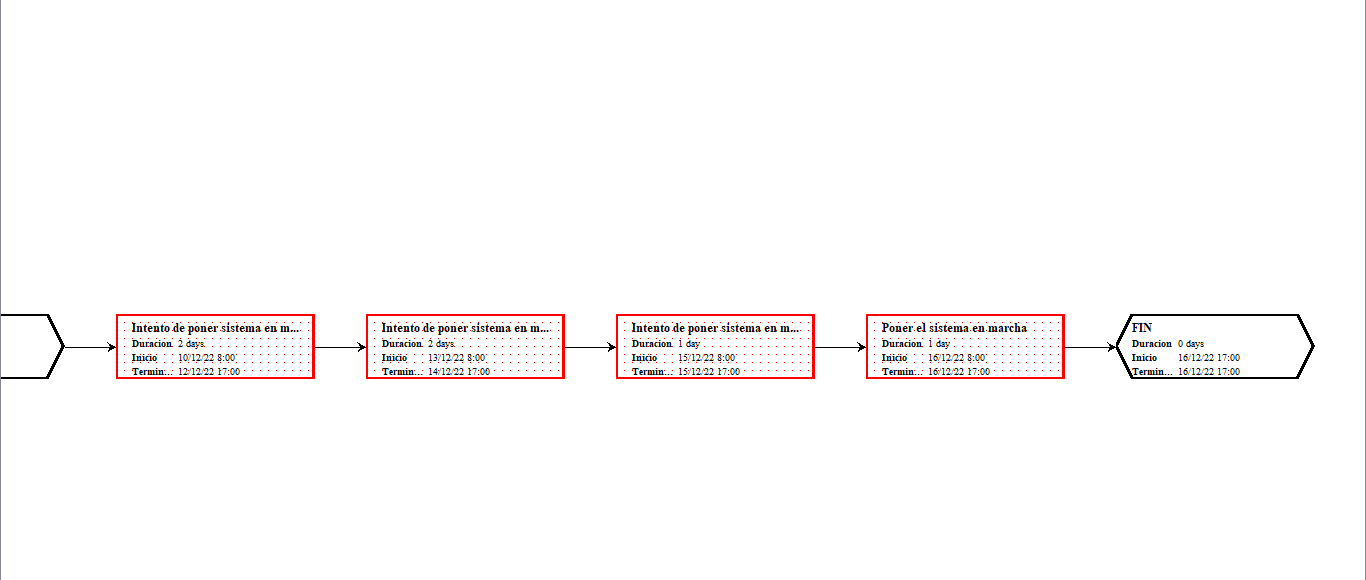 Intento de poner sistema en m...
Duracion 2 days
Inicio 10/12/22 8:00
Termin... 12/12/22 17:00
Intento de poner sistema en m...
Duracion 2 days
Inicio 13/12/22 8:00
Termin... 14/12/22 17:00
Intento de poner sistema en m...
Duracion 1 day
Inicio 15/12/22 8:00
Termin... 15/12/22 17:00
Poner el sistema en marcha
Duracion 1 day
Inicio 16/12/22 8:00
Termin... 16/12/22 17:00
FIN
Duracion 0 days
Inicio 16/12/22 17:00
Termin... 16/12/22 17:00